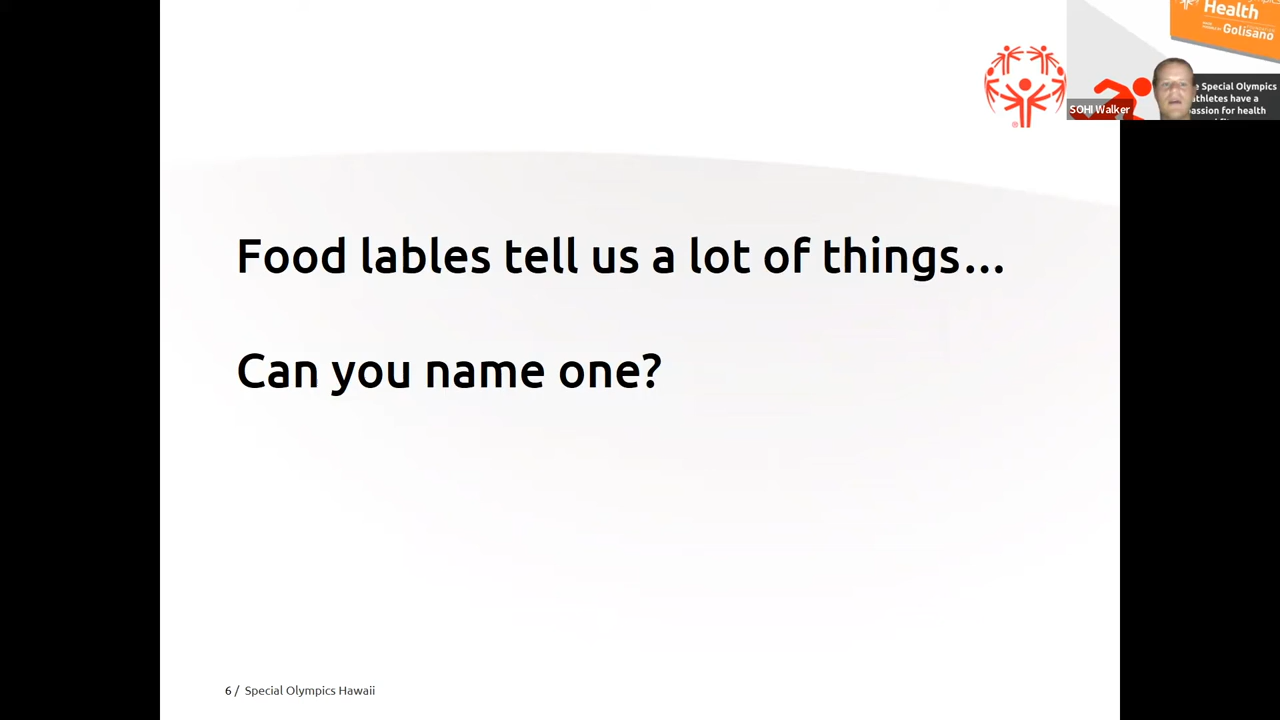 Health
Golisano
SOHI Walker
e Special Olympics
athletes have a
passion for health
Food lables tell us a lot of things...
Can you name one?
6 / Special Olympics Hawaii